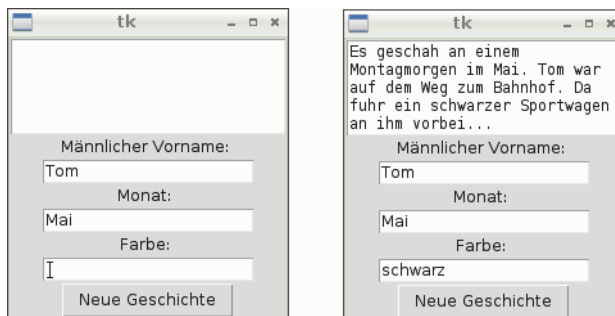 tk
Männlicher Vorname:
Tom
Monat:
Mai
Farbe:
Neue Geschichte
tk
Es geschah an einem
Montagmorgen im Mai. Tom war
auf dem Weg zum Bahnhof. Da
fuhr ein schwarzer Sportwagen
an ihm vorbei...
Männlicher Vorname:
Tom
Monat:
Mai
Farbe:
schwarz
Neue Geschichte